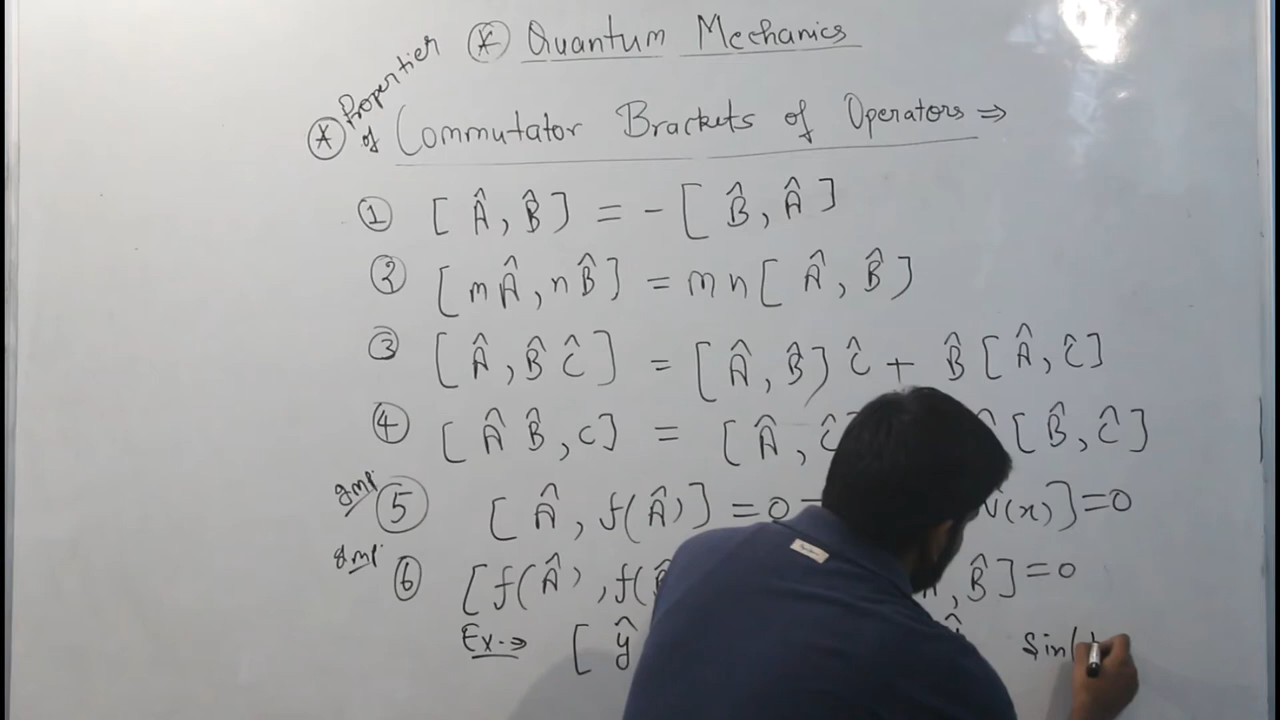 Ⓧ Quantum Mechanics
Ⓧ Properties of Commutator Brackets of Operators ⇒
① [ Â, B̂ ] = - [ B̂, Â ]
② [ mÂ, nB̂ ] = mn [ Â, B̂ ]
③ [ Â, B̂ Ĉ ] = [ Â, B̂ ] Ĉ + B̂ [ Â, Ĉ ]
④ [ Â B̂, c ] = [ Â, Ĉ [ B̂, Ĉ ]
Imp ⑤ [ Â, f(Â) ] = 0 V(x) ] = 0
Imp ⑥ [ f(Â), f( , B̂ ] = 0
Ex.→ [ ŷ Sin(